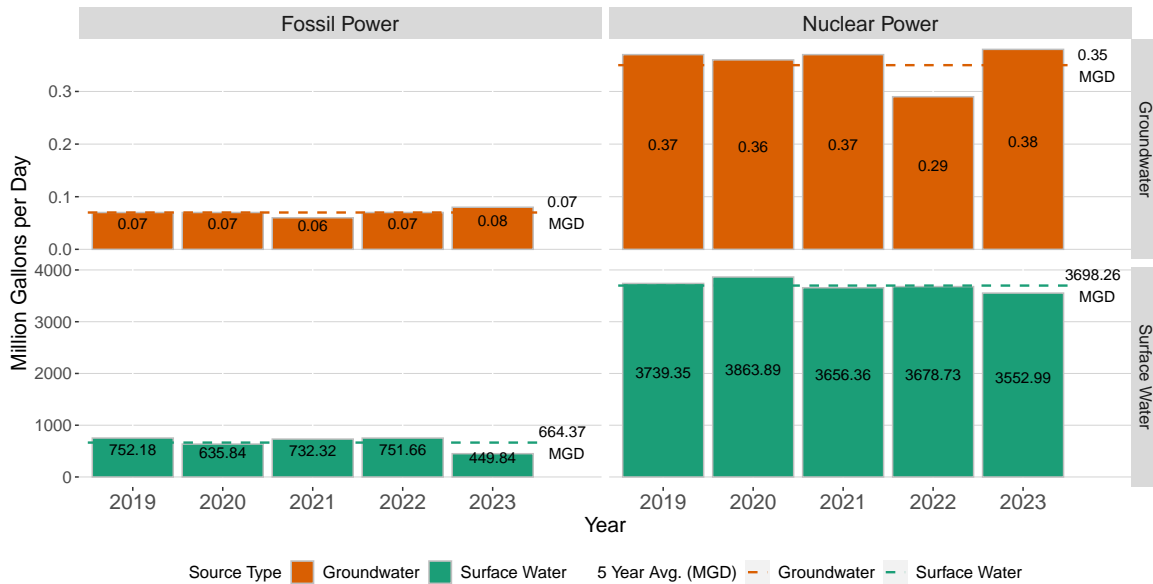 Fossil Power
Nuclear Power
Million Gallons per Day
0.3
0.2
0.1
0.0
0.07
0.07
0.06
0.07
0.08
0.07
MGD
0.37
0.36
0.37
0.29
0.38
0.35
MGD
Groundwater
4000
3000
2000
1000
0
752.18
635.84
732.32
751.66
449.84
664.37
MGD
3739.35
3863.89
3656.36
3678.73
3552.99
3698.26
MGD
Surface Water
2019 2020 2021 2022 2023
2019 2020 2021 2022 2023
Year
Source Type Groundwater Surface Water 5 Year Avg. (MGD) Groundwater Surface Water